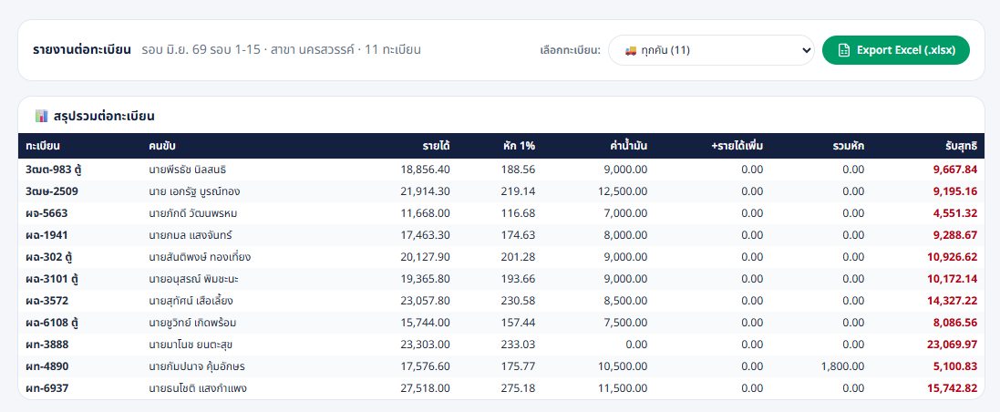 รายงานต่อทะเบียน รอบ มิ.ย. 69 รอบ 1-15 · สาขา นครสวรรค์ · 11 ทะเบียน เลือกทะเบียน: ทุกคัน (11) Export Excel (.xlsx)
สรุปรวมต่อทะเบียน
ทะเบียน คนขับ รายได้ หัก 1% ค่าน้ำมัน +รายได้เพิ่ม รวมหัก รับสุทธิ
3ฒต-983 ตู้ นายพีรรัช นิลสนธิ 18,856.40 188.56 9,000.00 0.00 0.00 9,667.84
3ฒษ-2509 นาย เอกรัฐ บูรณ์ทอง 21,914.30 219.14 12,500.00 0.00 0.00 9,195.16
ผจ-5663 นายภักดี วัฒนพรหม 11,668.00 116.68 7,000.00 0.00 0.00 4,551.32
ผฉ-1941 นายกมล แสงจันทร์ 17,463.30 174.63 8,000.00 0.00 0.00 9,288.67
ผฉ-302 ตู้ นายสันติพงษ์ ทองเกี่ยง 20,127.90 201.28 9,000.00 0.00 0.00 10,926.62
ผฉ-3101 ตู้ นายอนุสรณ์ พิมชะนะ 19,365.80 193.66 9,000.00 0.00 0.00 10,172.14
ผฉ-3572 นายสุทัศน์ เสือเลี้ยง 23,057.80 230.58 8,500.00 0.00 0.00 14,327.22
ผฉ-6108 ตู้ นายชูวิทย์ เกิดพร้อม 15,744.00 157.44 7,500.00 0.00 0.00 8,086.56
ผท-3888 นายมาโนช ยนตะสุข 23,303.00 233.03 0.00 0.00 0.00 23,069.97
ผท-4890 นายกัมปนาจ คุ้มอักษร 17,576.60 175.77 10,500.00 0.00 1,800.00 5,100.83
ผท-6937 นายธนโชติ แสงกำแพง 27,518.00 275.18 11,500.00 0.00 0.00 15,742.82